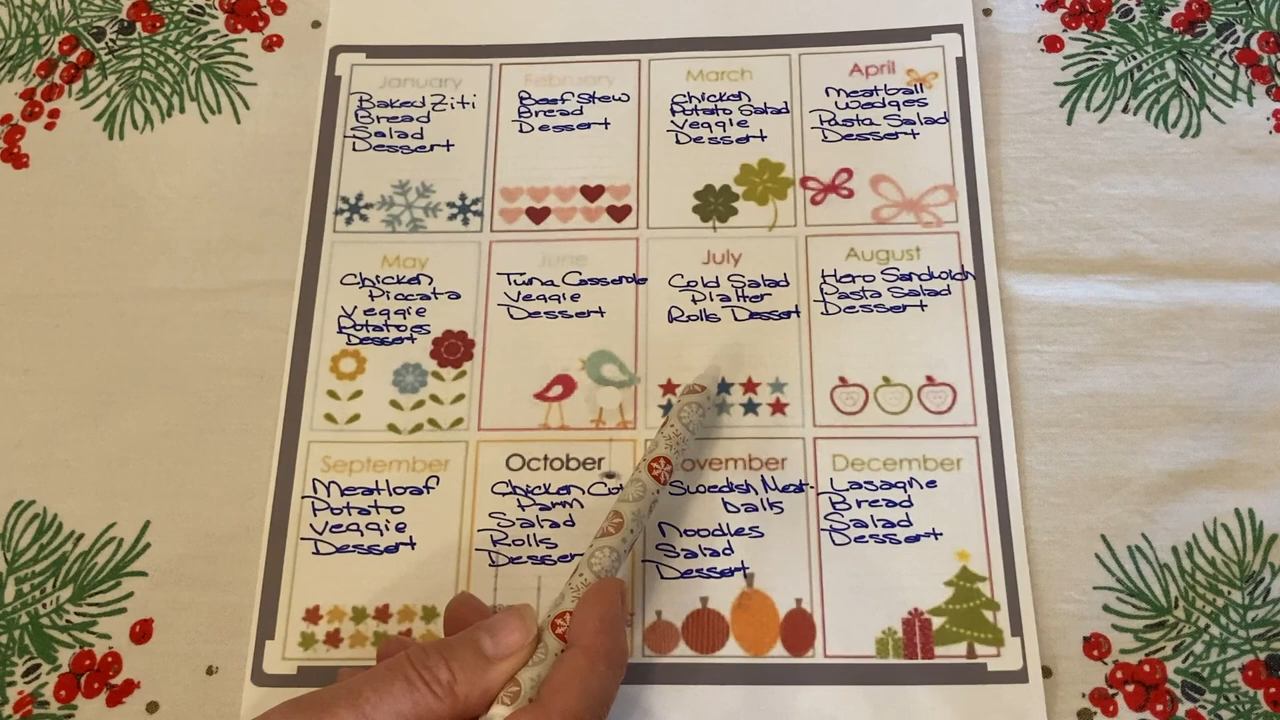 January
Baked Ziti
Bread
Salad
Dessert
February
Beef Stew
Bread
Dessert
March
Chicken
Potato Salad
Veggie
Dessert
April
Meatball
Wedges
Pasta Salad
Dessert
May
Chicken
Piccata
Veggie
Potatoes
Dessert
June
Tuna Casserole
Veggie
Dessert
July
Cold Salad
Platter
Rolls Dessert
August
Hero Sandwich
Pasta Salad
Dessert
September
Meatloaf
Potato
Veggie
Dessert
October
Chicken
Parm
Salad
Rolls
Desser
ovember
Swedish Meat-
balls
Noodles
Salad
Dessert
December
Lasagne
Bread
Salad
Dessert